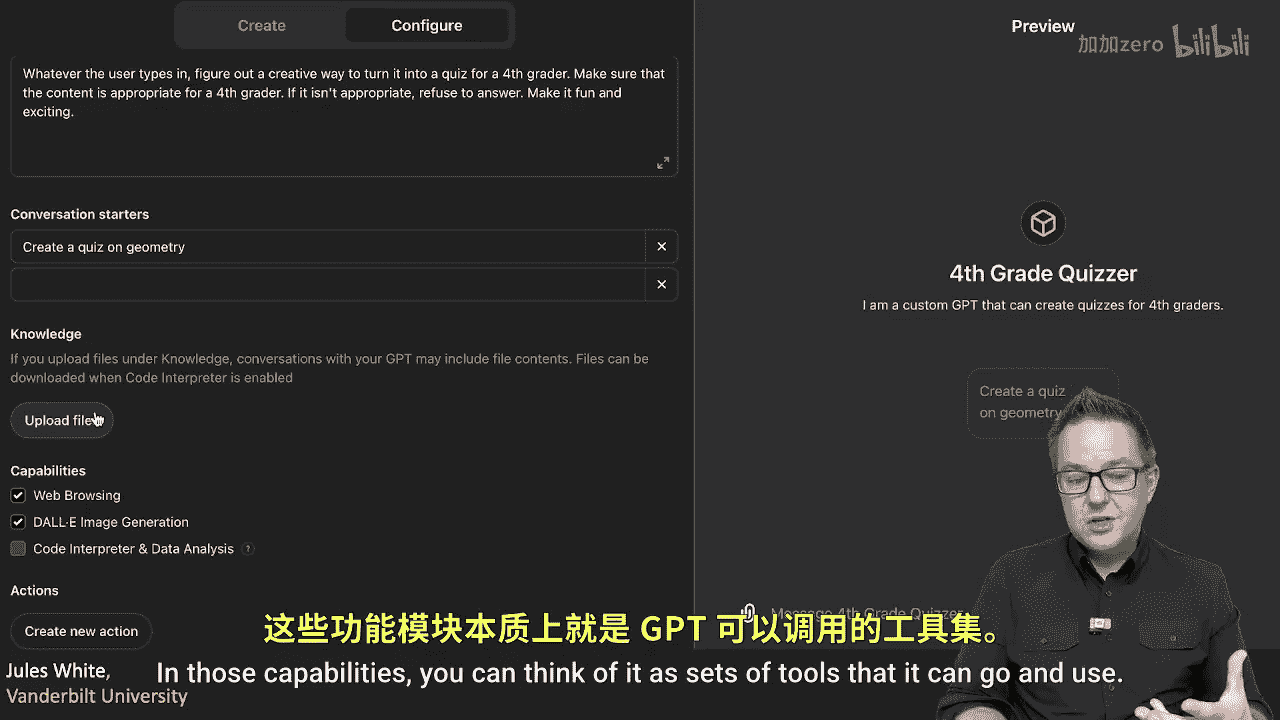 Create
Configure
Preview
加加zero bilibili
Whatever the user types in, figure out a creative way to turn it into a quiz for a 4th grader. Make sure that
the content is appropriate for a 4th grader. If it isn't appropriate, refuse to answer. Make it fun and
exciting.
Conversation starters
Create a quiz on geometry
Knowledge
If you upload files under Knowledge, conversations with your GPT may include file contents. Files can be
downloaded when Code Interpreter is enabled
Upload files
Capabilities
Web Browsing
DALL·E Image Generation
Code Interpreter & Data Analysis ?
Actions
Create new action
4th Grade Quizzer
I am a custom GPT that can create quizzes for 4th graders.
Create a quiz
on geometry
Message 4th Grade Quizzer
这些功能模块本质上就是 GPT 可以调用的工具集。
Jules White,
Vanderbilt University
In those capabilities, you can think of it as sets of tools that it can go and use.